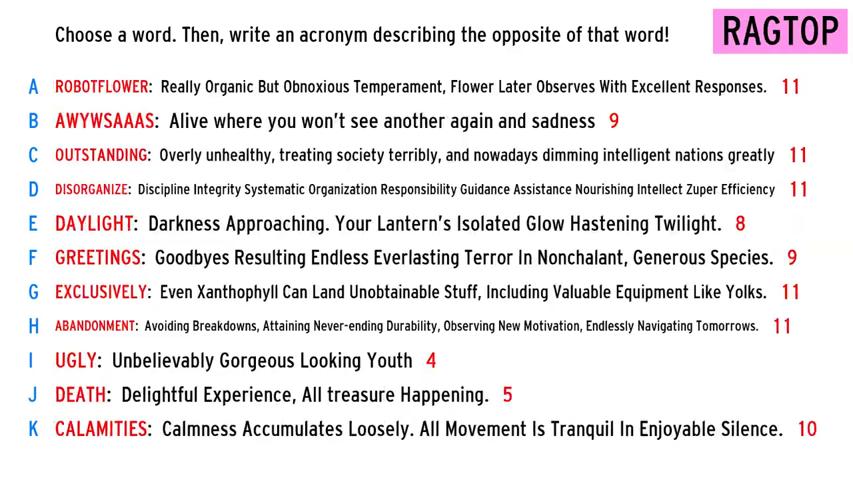 Choose a word. Then, write an acronym describing the opposite of that word!
RAGTOP
A ROBOTFLOWER: Really Organic But Obnoxious Temperament, Flower Later Observes With Excellent Responses. 11
B AWYWSAAAS: Alive where you won't see another again and sadness 9
C OUTSTANDING: Overly unhealthy, treating society terribly, and nowadays dimming intelligent nations greatly 11
D DISORGANIZE: Discipline Integrity Systematic Organization Responsibility Guidance Assistance Nourishing Intellect Zuper Efficiency 11
E DAYLIGHT: Darkness Approaching. Your Lantern's Isolated Glow Hastening Twilight. 8
F GREETINGS: Goodbyes Resulting Endless Everlasting Terror In Nonchalant, Generous Species. 9
G EXCLUSIVELY: Even Xanthophyll Can Land Unobtainable Stuff, Including Valuable Equipment Like Yolks. 11
H ABANDONMENT: Avoiding Breakdowns, Attaining Never-ending Durability, Observing New Motivation, Endlessly Navigating Tomorrows. 11
I UGLY: Unbelievably Gorgeous Looking Youth 4
J DEATH: Delightful Experience, All treasure Happening. 5
K CALAMITIES: Calmness Accumulates Loosely. All Movement Is Tranquil In Enjoyable Silence. 10